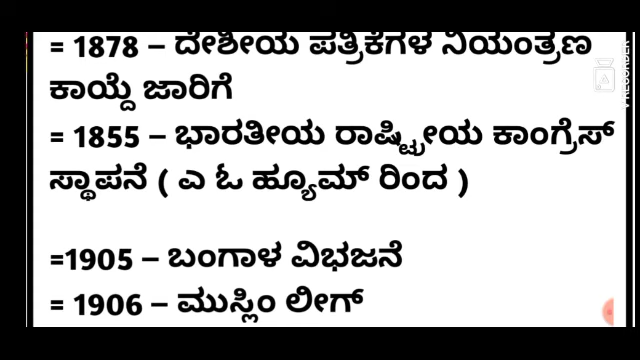 = 1878 – ದೇಶೀಯ ಪತ್ರಿಕೆಗಳ ನಿಯಂತ್ರಣ
ಕಾಯ್ದೆ ಜಾರಿಗೆ
= 1855 – ಭಾರತೀಯ ರಾಷ್ಟ್ರೀಯ ಕಾಂಗ್ರೆಸ್
ಸ್ಥಾಪನೆ ( ಎ ಓ ಹ್ಯೂಮ್ ರಿಂದ )
=1905 – ಬಂಗಾಳ ವಿಭಜನೆ
= 1906 – ಮುಸ್ಲಿಂ ಲೀಗ್